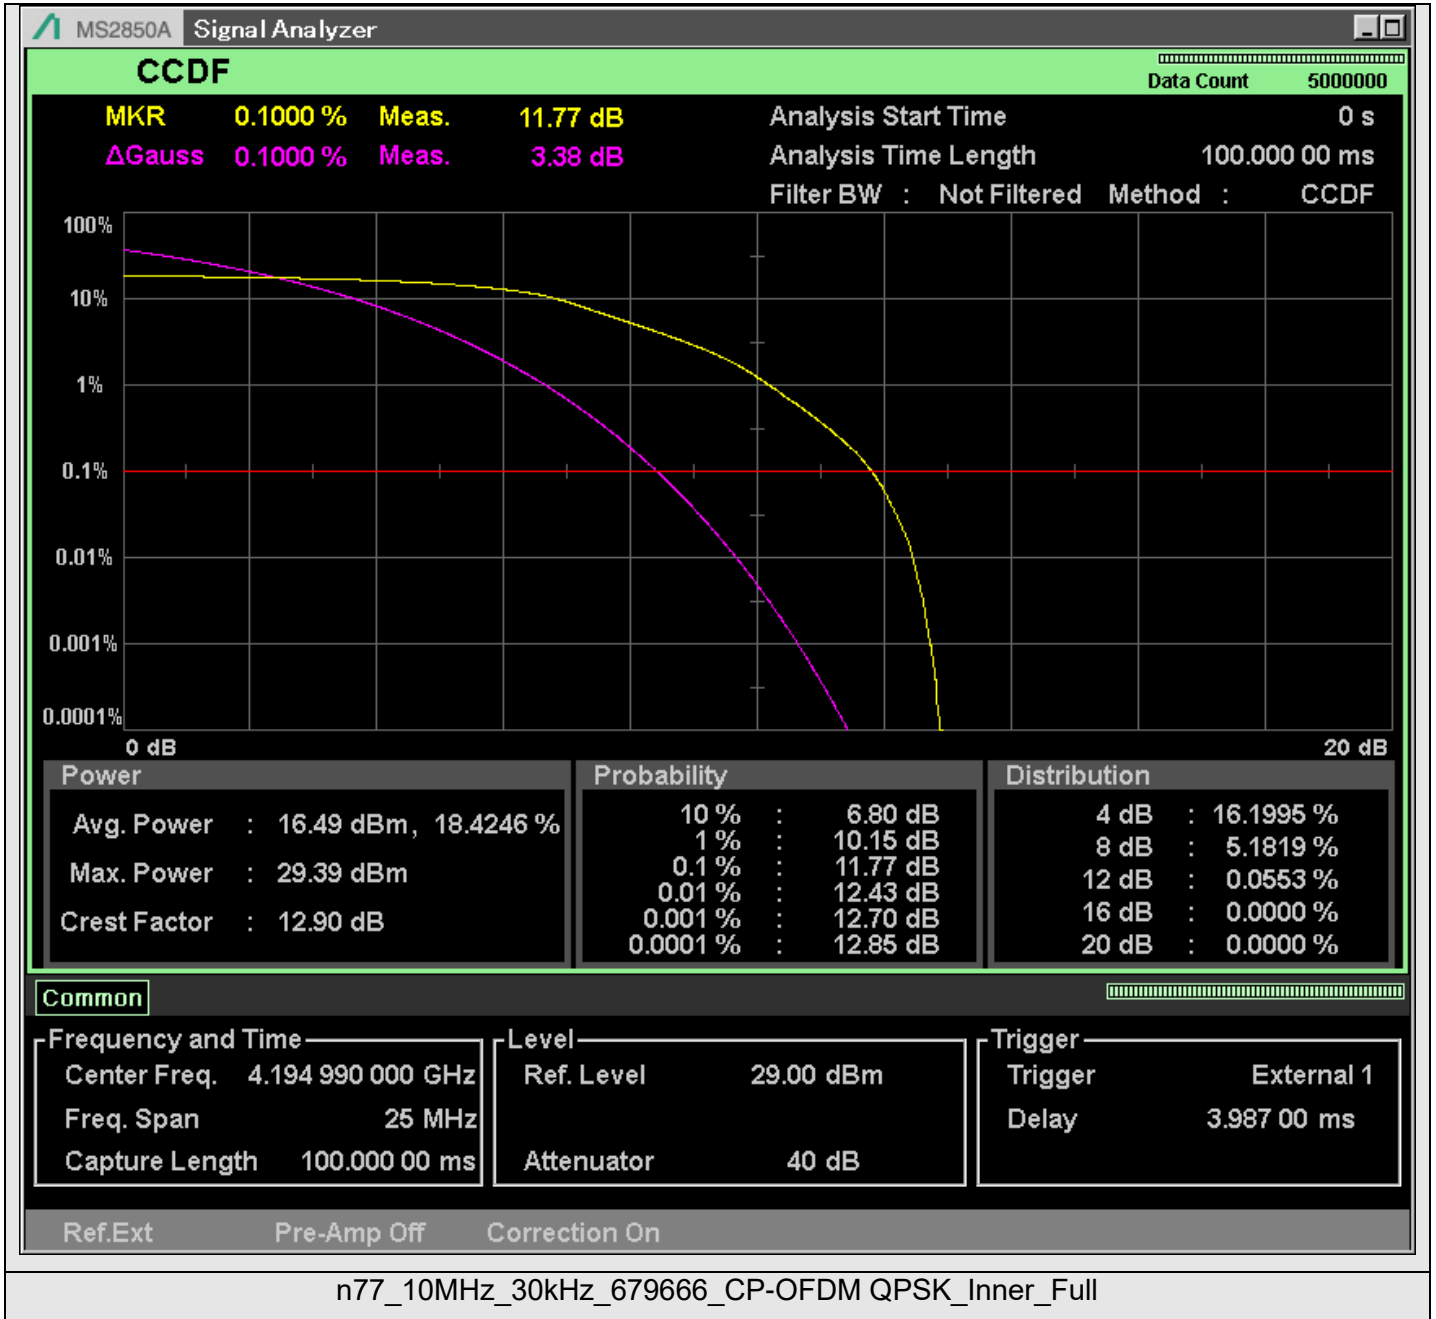 MS2850A Signal Analyzer
CCDF
Data Count 5000000
MKR 0.1000 % Meas. 11.77 dB
ΔGauss 0.1000 % Meas. 3.38 dB
Analysis Start Time 0 s
Analysis Time Length 100.000 00 ms
Filter BW : Not Filtered Method : CCDF
100%
10%
1%
0.1%
0.01%
0.001%
0.0001%
0 dB 20 dB
Power
Avg. Power : 16.49 dBm, 18.4246 %
Max. Power : 29.39 dBm
Crest Factor : 12.90 dB
Probability
10 % : 6.80 dB
1 % : 10.15 dB
0.1 % : 11.77 dB
0.01 % : 12.43 dB
0.001 % : 12.70 dB
0.0001 % : 12.85 dB
Distribution
4 dB : 16.1995 %
8 dB : 5.1819 %
12 dB : 0.0553 %
16 dB : 0.0000 %
20 dB : 0.0000 %
Common
Frequency and Time
Center Freq. 4.194 990 000 GHz
Freq. Span 25 MHz
Capture Length 100.000 00 ms
Level
Ref. Level 29.00 dBm
Attenuator 40 dB
Trigger
Trigger External 1
Delay 3.987 00 ms
Ref.Ext Pre-Amp Off Correction On
n77_10MHz_30kHz_679666_CP-OFDM QPSK_Inner_Full